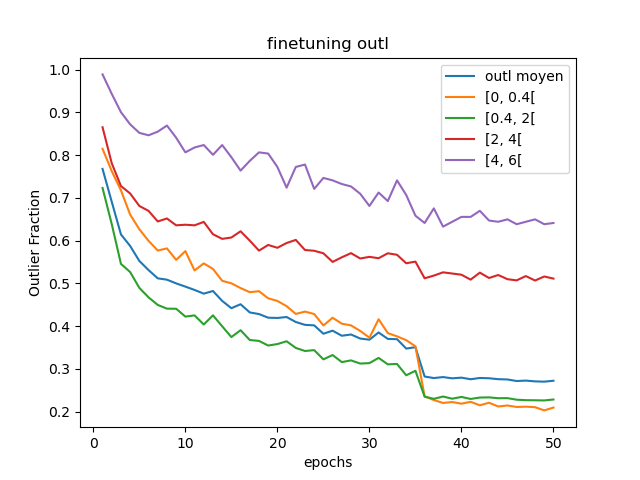 finetuning outl
outl moyen
[0, 0.4[
[0.4, 2[
[2, 4[
[4, 6[
Outlier Fraction
1.0
0.9
0.8
0.7
0.6
0.5
0.4
0.3
0.2
0 10 20 30 40 50
epochs